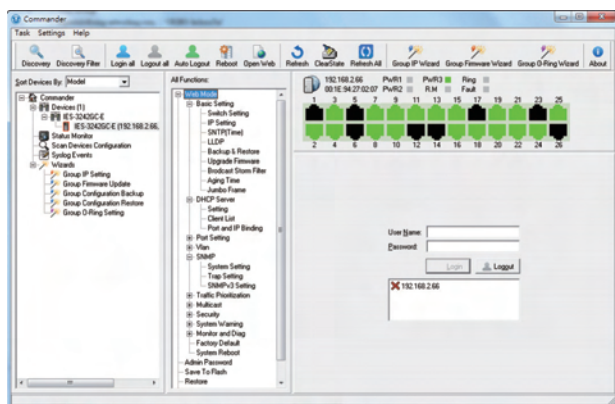 Commander
Task Settings Help
Discovery Discovery Filter Login all Logout all Auto Logout Reboot Open Web Refresh ClearState Refresh All Group IP Wizard Group Firmware Wizard Group O-Ring Wizard About
Sort Devices By: Model
Commander
Devices (1)
IES-3242GC-E
IES-3242GC-E (192.168.2.66,
Status Monitor
Scan Devices Configuration
Syslog Events
Wizards
Group IP Setting
Group Firmware Update
Group Configuration Backup
Group Configuration Restore
Group O-Ring Setting
All Functions:
Web Mode
Basic Setting
Switch Setting
IP Setting
SNTP(Time)
LLDP
Backup & Restore
Upgrade Firmware
Brodcast Storm Filter
Aging Time
Jumbo Frame
DHCP Server
Setting
Client List
Port and IP Binding
Port Setting
Vlan
SNMP
System Setting
Trap Setting
SNMPv3 Setting
Traffic Prioritization
Multicast
Security
System Warning
Monitor and Diag
Factory Default
System Reboot
Admin Password
Save To Flash
Restore
192.168.2.66 PWR1 PWR3 Ring
00:1E:94:27:02:07 PWR2 R.M Fault
1 3 5 7 9 11 13 15 17 19 21 23 25
2 4 6 8 10 12 14 16 18 20 22 24 26
User Name:
Password:
Login Logout
192.168.2.66